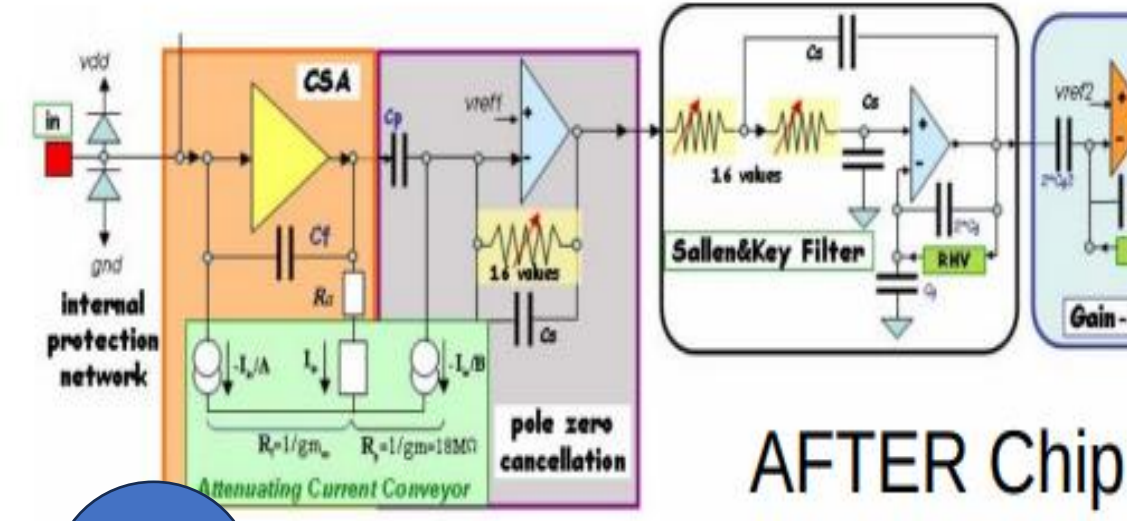 vdd
in
gnd
internal
protection
network
CSA
Cf
Cp
vref1
16 values
Cs
-I
/A
I
-I
/B
=18MΩ
Attenuating Current Conveyor
pole zero
cancellation
Cs
Cs
16 values
Sallen&Key Filter
RHV
vref2
Gain-
AFTER Chip